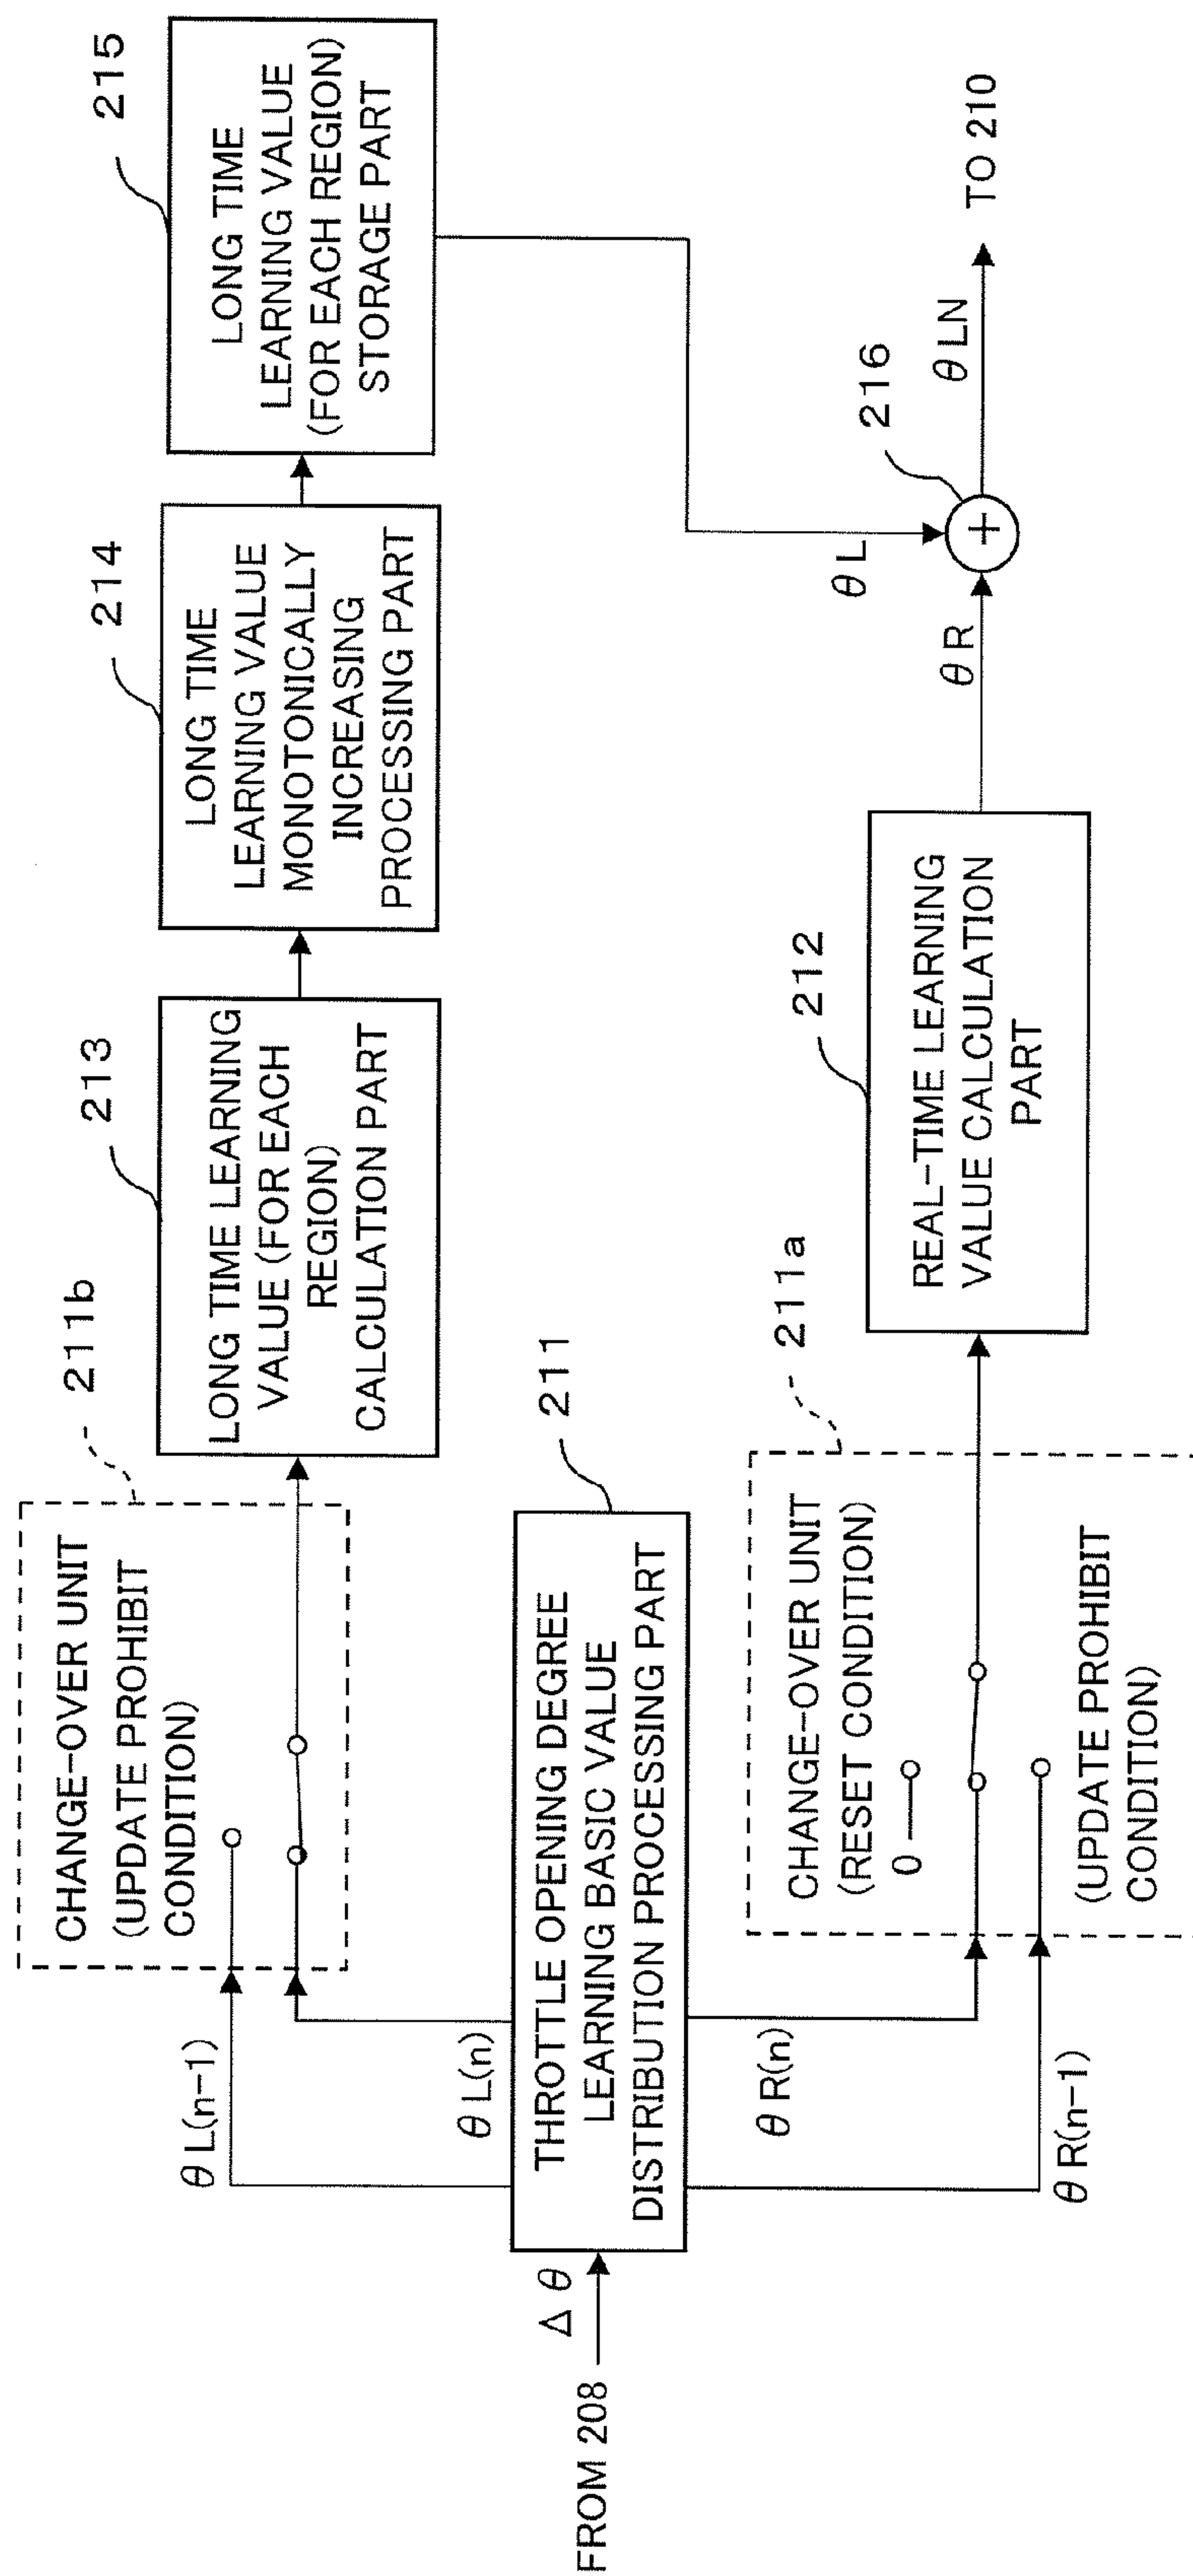 FROM 208
Δθ
THROTTLE OPENING DEGREE
LEARNING BASIC VALUE
DISTRIBUTION PROCESSING PART
211
θL(n-1)
θL(n)
CHANGE-OVER UNIT
(UPDATE PROHIBIT
CONDITION)
211b
LONG TIME LEARNING
VALUE (FOR EACH
REGION)
CALCULATION PART
213
LONG TIME
LEARNING VALUE
MONOTONICALLY
INCREASING
PROCESSING PART
214
LONG TIME
LEARNING VALUE
(FOR EACH REGION)
STORAGE PART
215
θR(n)
θR(n-1)
CHANGE-OVER UNIT
(RESET CONDITION)
0
(UPDATE PROHIBIT
CONDITION)
211a
REAL-TIME LEARNING
VALUE CALCULATION
PART
212
θR
θL
+
216
θLN
TO 210